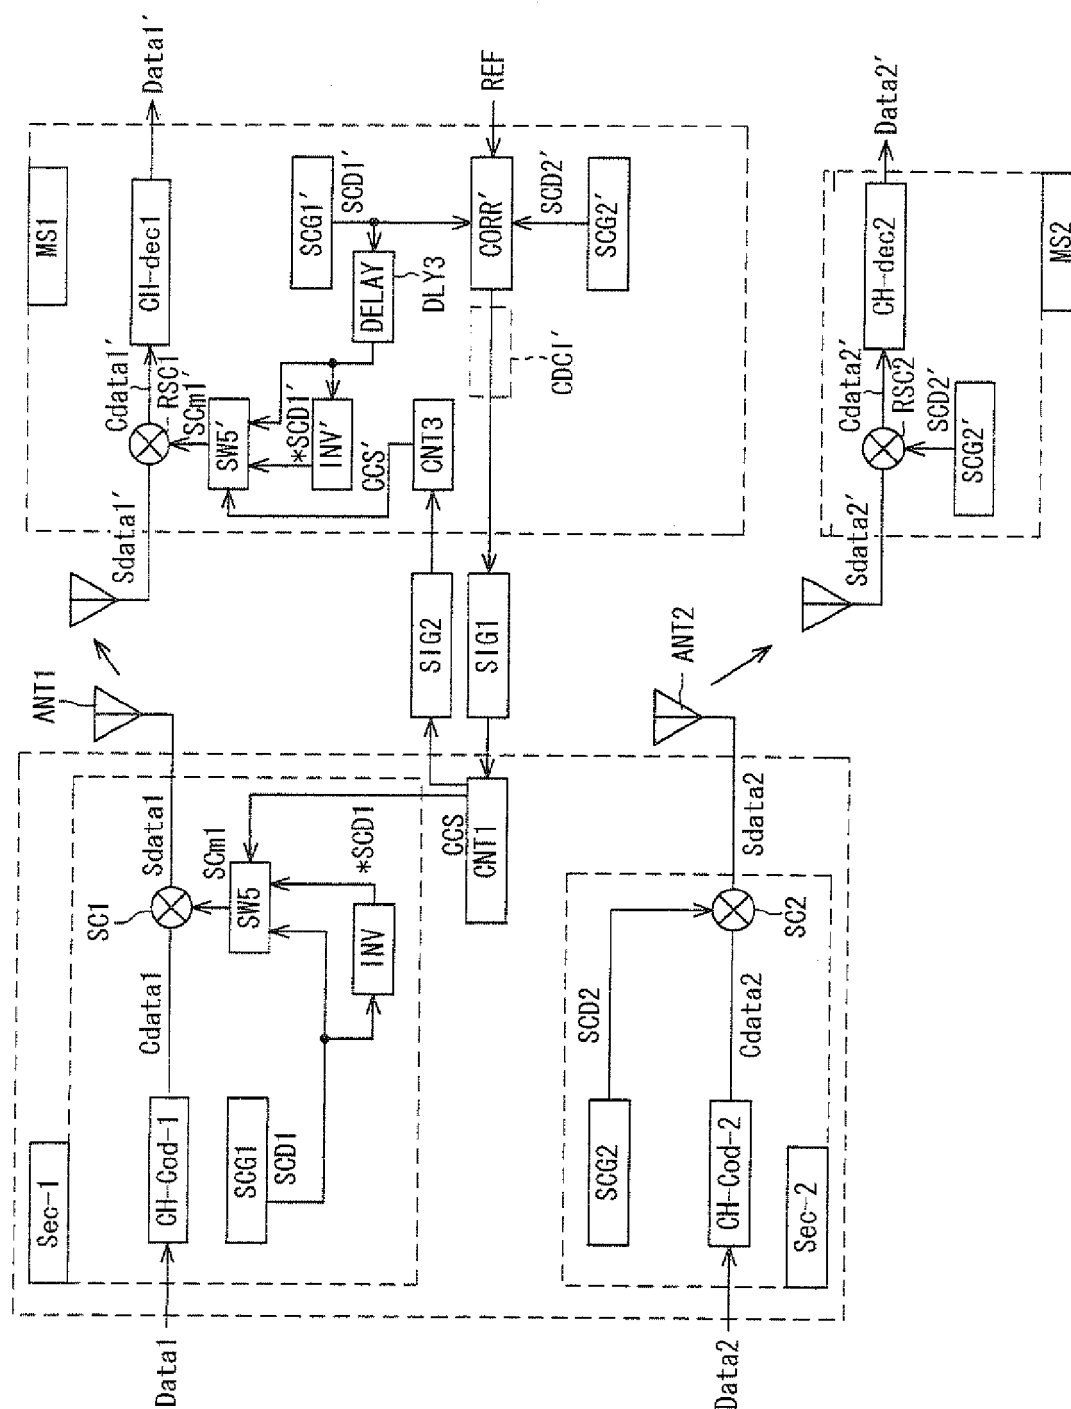 Data1
Sec-1
CH-Cod-1
Cdata1
SC1
Sdata1
ANT1
SCG1
SCD1
INV
*SCD1
SW5
SCm1
CCS
CNT1
SIG2
SIG1
Data2
Sec-2
CH-Cod-2
SCG2
SCD2
Cdata2
SC2
Sdata2
ANT2
MS1
Sdata1'
Cdata1'
RSC1
SCm1'
CH-dec1
Data1'
SW5'
*SCD1'
INV'
CCS'
CNT3
DELAY
DLY3
SCG1'
SCD1'
CORR'
REF
SCD2'
SCG2'
CDC1'
MS2
Sdata2'
Cdata2'
RSC2
SCD2'
SCG2'
CH-dec2
Data2'